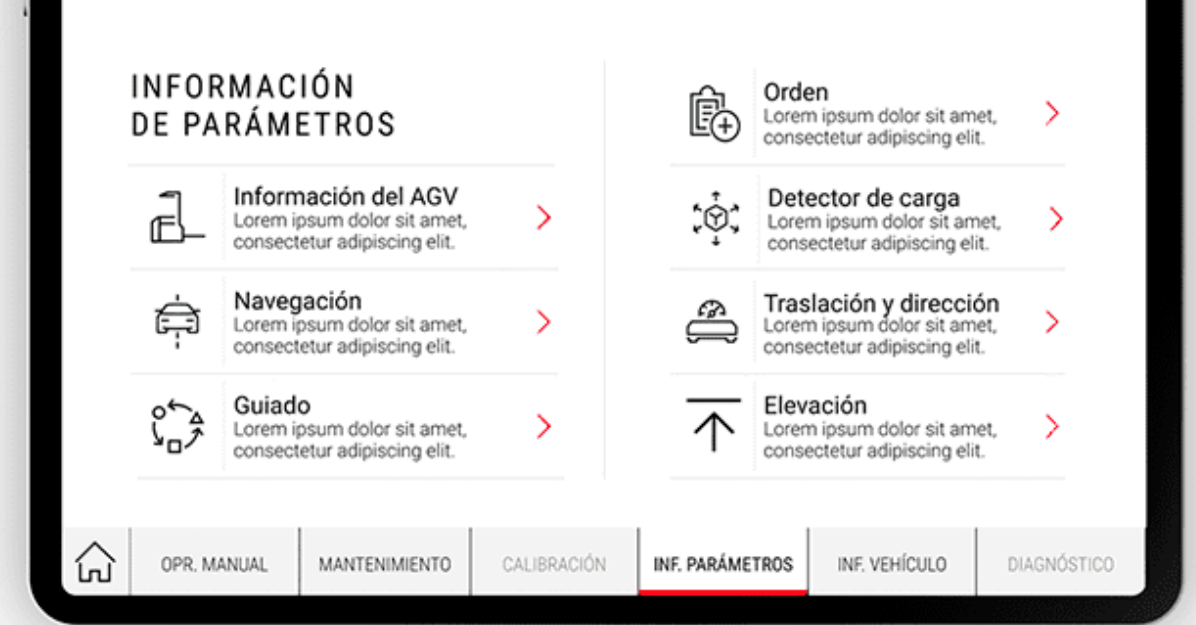 INFORMACIÓN
DE PARÁMETROS
Información del AGV
Lorem ipsum dolor sit amet,
consectetur adipiscing elit.
Navegación
Lorem ipsum dolor sit amet,
consectetur adipiscing elit.
Guiado
Lorem ipsum dolor sit amet,
consectetur adipiscing elit.
Orden
Lorem ipsum dolor sit amet,
consectetur adipiscing elit.
Detector de carga
Lorem ipsum dolor sit amet,
consectetur adipiscing elit.
Traslación y dirección
Lorem ipsum dolor sit amet,
consectetur adipiscing elit.
Elevación
Lorem ipsum dolor sit amet,
consectetur adipiscing elit.
OPR. MANUAL
MANTENIMIENTO
CALIBRACIÓN
INF. PARÁMETROS
INF. VEHÍCULO
DIAGNÓSTICO